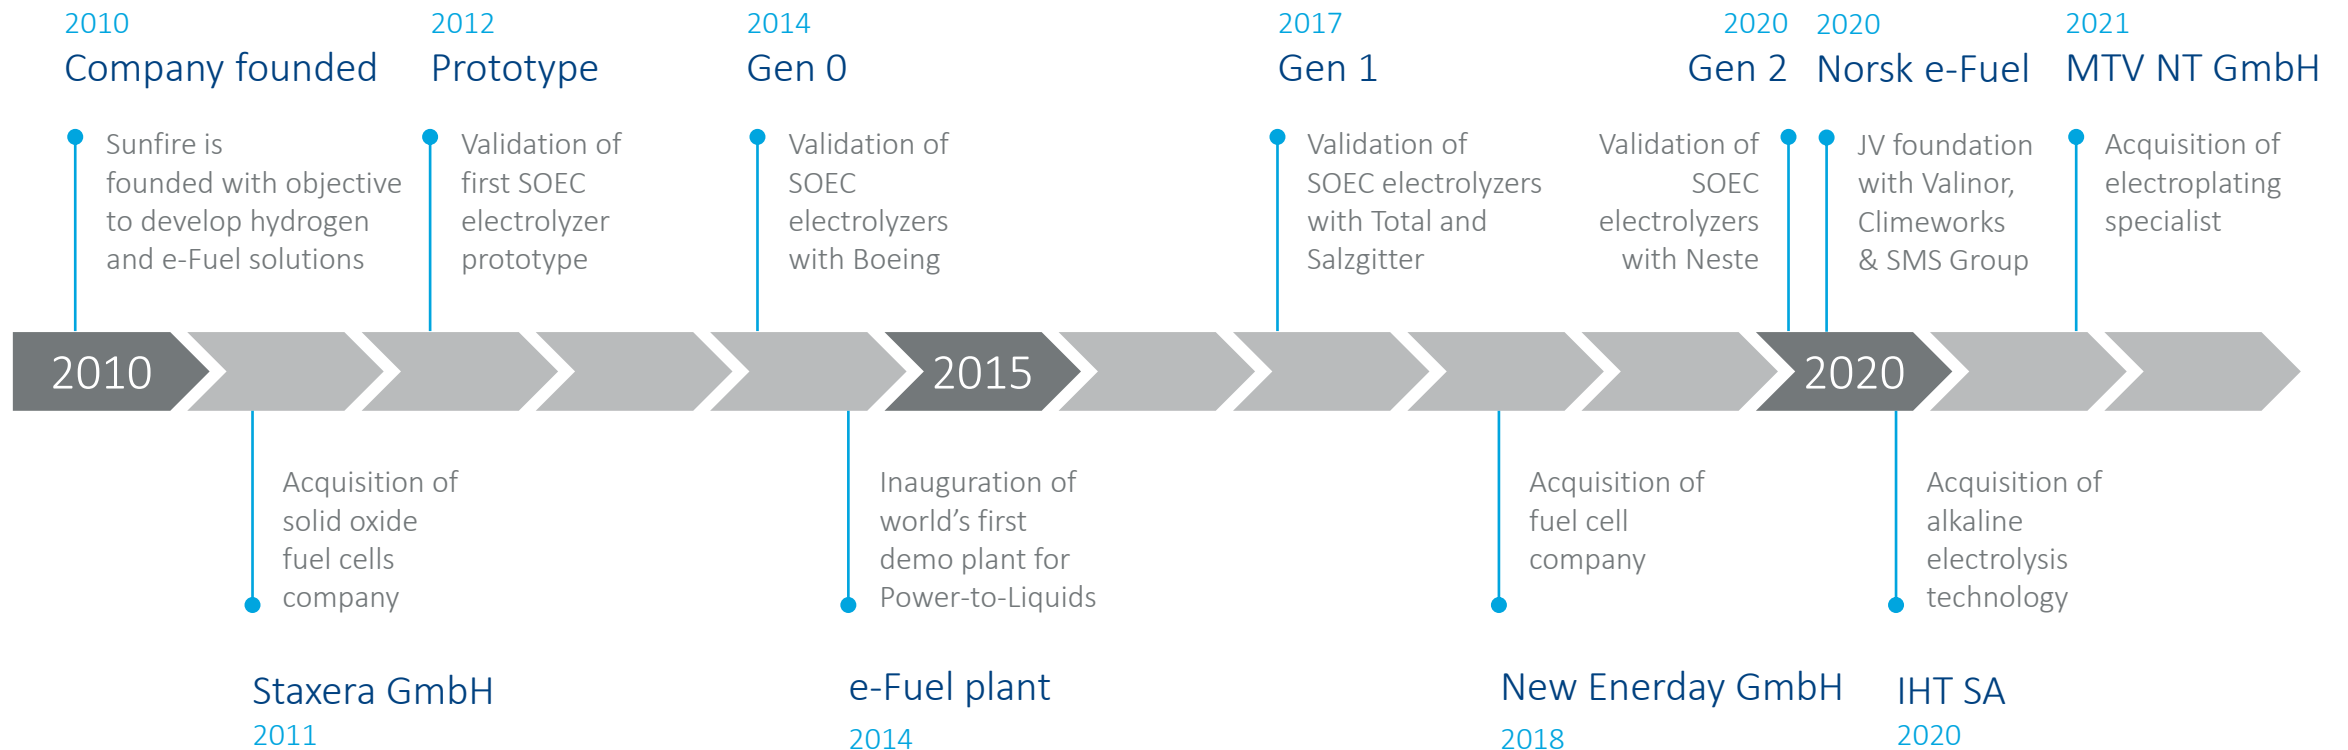 2010
Company founded
Sunfire is
founded with objective
to develop hydrogen
and e-Fuel solutions
2012
Prototype
Validation of
first SOEC
electrolyzer
prototype
2014
Gen 0
Validation of
SOEC
electrolyzers
with Boeing
2017
Gen 1
Validation of
SOEC electrolyzers
with Total and
Salzgitter
2020
Gen 2
Validation of
SOEC
electrolyzers
with Neste
2020
Norsk e-Fuel
JV foundation
with Valinor,
Climeworks
& SMS Group
2021
MTV NT GmbH
Acquisition of
electroplating
specialist
2010
2015
2020
Acquisition of
solid oxide
fuel cells
company
Staxera GmbH
2011
Inauguration of
world’s first
demo plant for
Power-to-Liquids
e-Fuel plant
2014
Acquisition of
fuel cell
company
New Enerday GmbH
2018
Acquisition of
alkaline
electrolysis
technology
IHT SA
2020